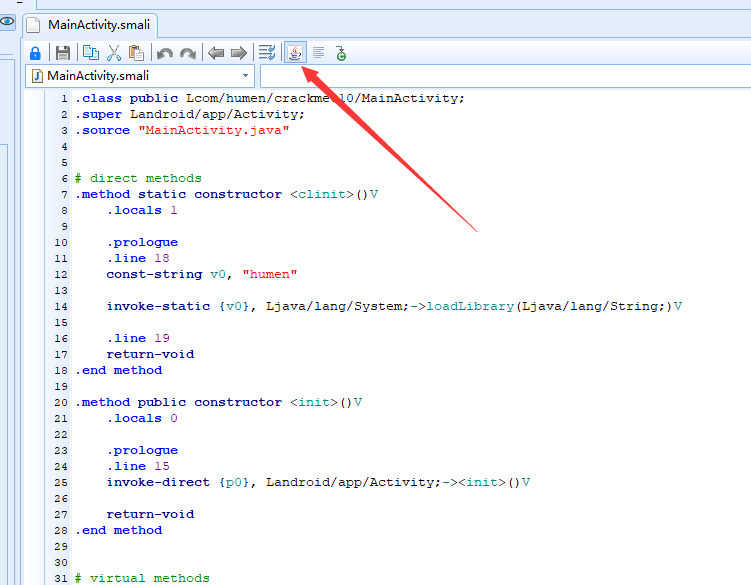 MainActivity.smali
MainActivity.smali
1 .class public Lcom/humen/crackme 10/MainActivity;
2 .super Landroid/app/Activity;
3 .source "MainActivity.java"
4
5
6 # direct methods
7 .method static constructor <clinit>()V
8 .locals 1
9
10 .prologue
11 .line 18
12 const-string v0, "humen"
13
14 invoke-static {v0}, Ljava/lang/System;->loadLibrary(Ljava/lang/String;)V
15
16 .line 19
17 return-void
18 .end method
19
20 .method public constructor <init>()V
21 .locals 0
22
23 .prologue
24 .line 15
25 invoke-direct {p0}, Landroid/app/Activity;-><init>()V
26
27 return-void
28 .end method
29
30
31 # virtual methods